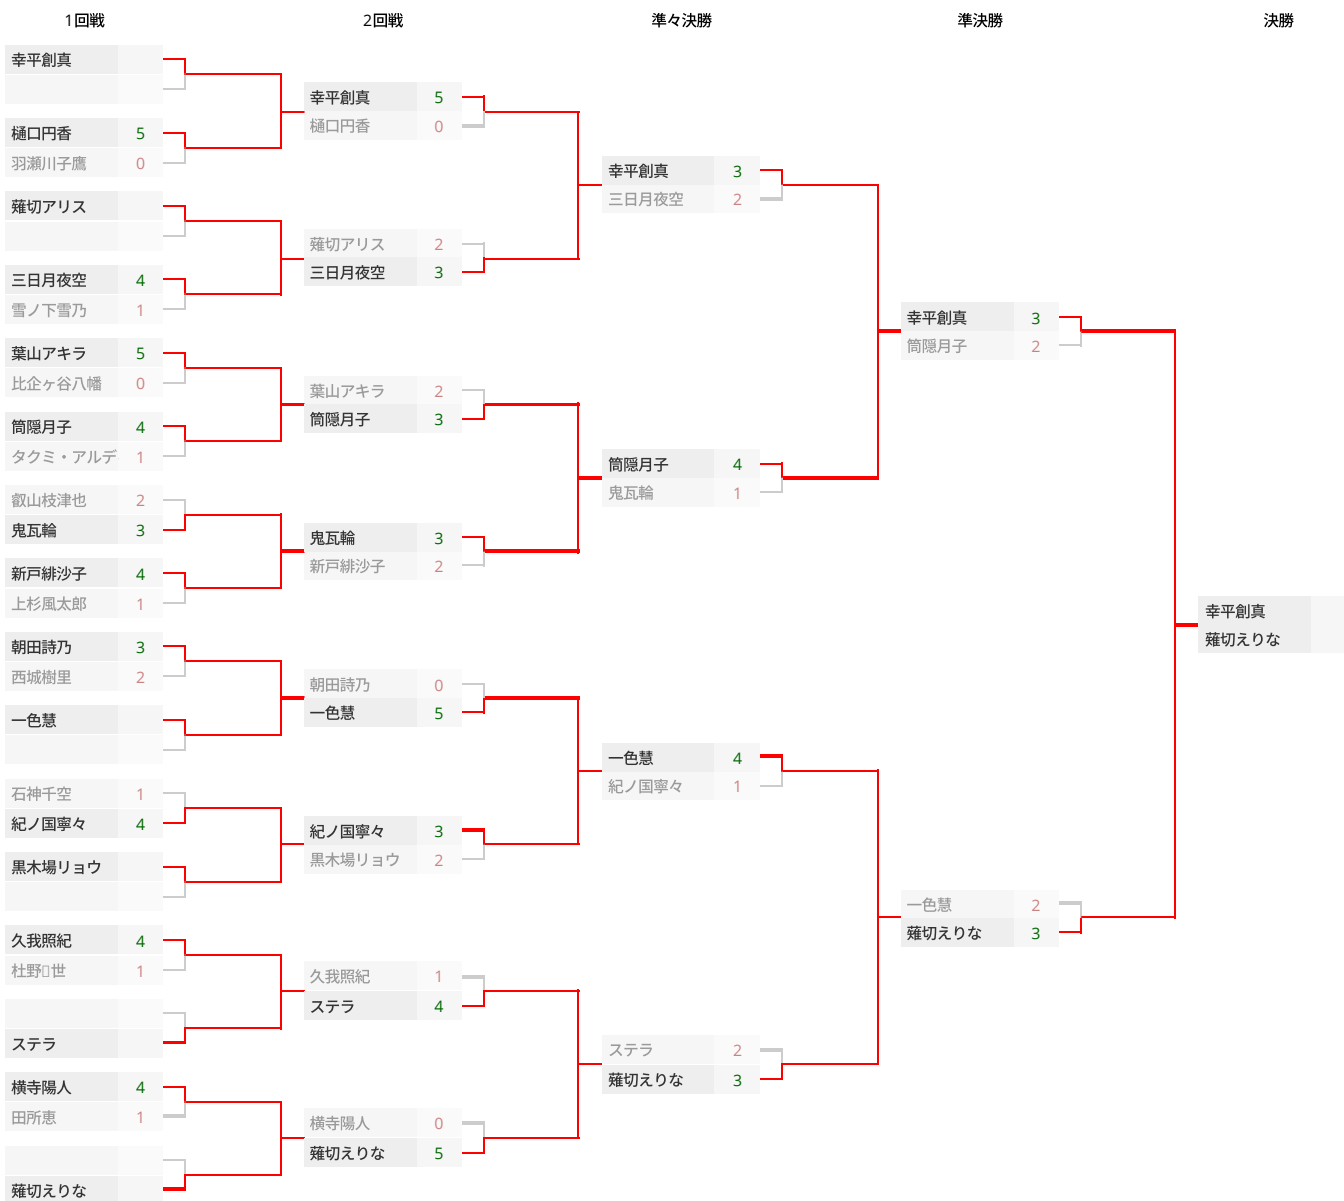 1回戦 2回戦 準々決勝 準決勝 決勝
幸平創真
樋口円香 5
羽瀬川子鷹 0
薙切アリス
三日月夜空 4
雪ノ下雪乃 1
葉山アキラ 5
比企ヶ谷八幡 0
筒隠月子 4
タクミ・アルデ 1
叡山枝津也 2
鬼瓦輪 3
新戸緋沙子 4
上杉風太郎 1
朝田詩乃 3
西城樹里 2
一色慧
石神千空 1
紀ノ国寧々 4
黒木場リョウ
久我照紀 4
杜野□世 1
ステラ
横寺陽人 4
田所恵 1
薙切えりな
幸平創真 5
樋口円香 0
薙切アリス 2
三日月夜空 3
葉山アキラ 2
筒隠月子 3
鬼瓦輪 3
新戸緋沙子 2
朝田詩乃 0
一色慧 5
紀ノ国寧々 3
黒木場リョウ 2
久我照紀 1
ステラ 4
横寺陽人 0
薙切えりな 5
幸平創真 3
三日月夜空 2
筒隠月子 4
鬼瓦輪 1
一色慧 4
紀ノ国寧々 1
ステラ 2
薙切えりな 3
幸平創真 3
筒隠月子 2
一色慧 2
薙切えりな 3
幸平創真
薙切えりな